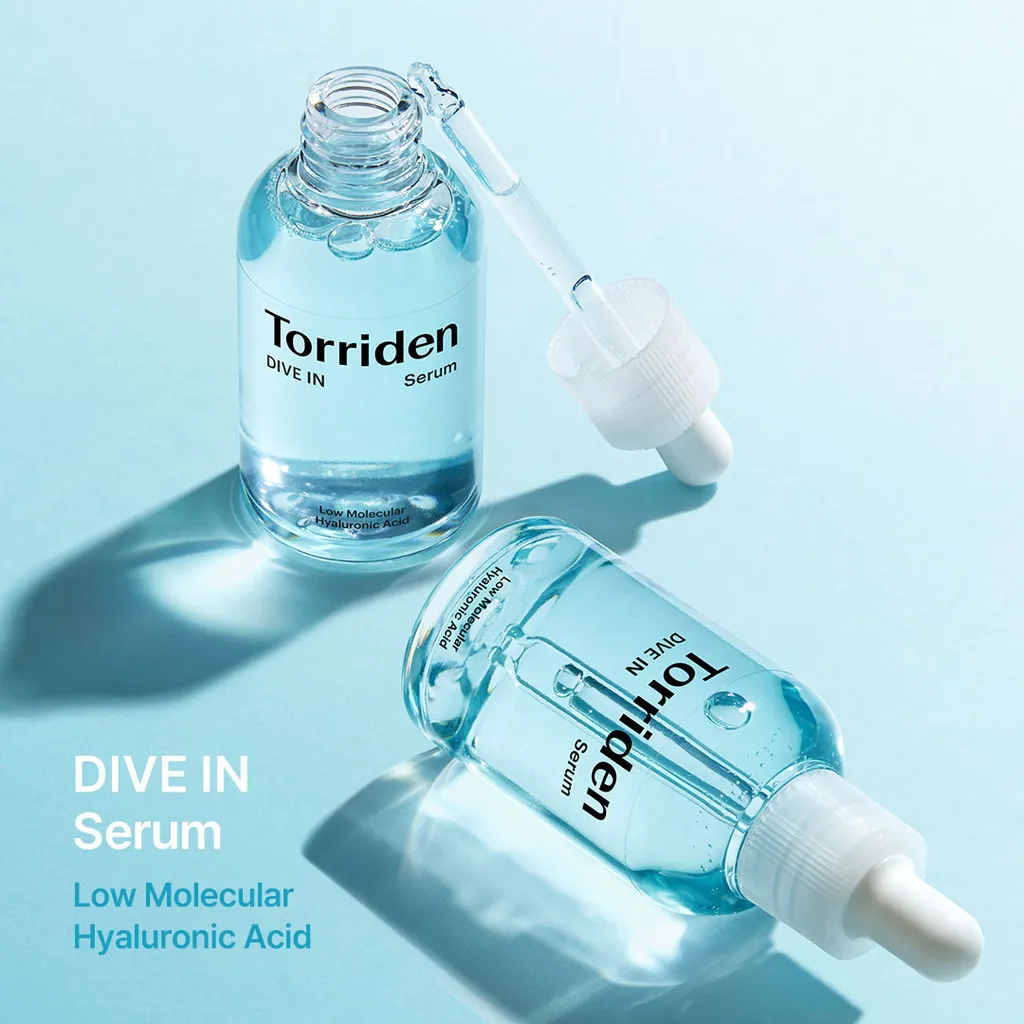 Torriden
DIVE IN Serum
Low Molecular
Hyaluronic Acid
Low Molecular
Hyaluronic Acid
DIVE IN
Torriden
Serum
DIVE IN
Serum
Low Molecular
Hyaluronic Acid